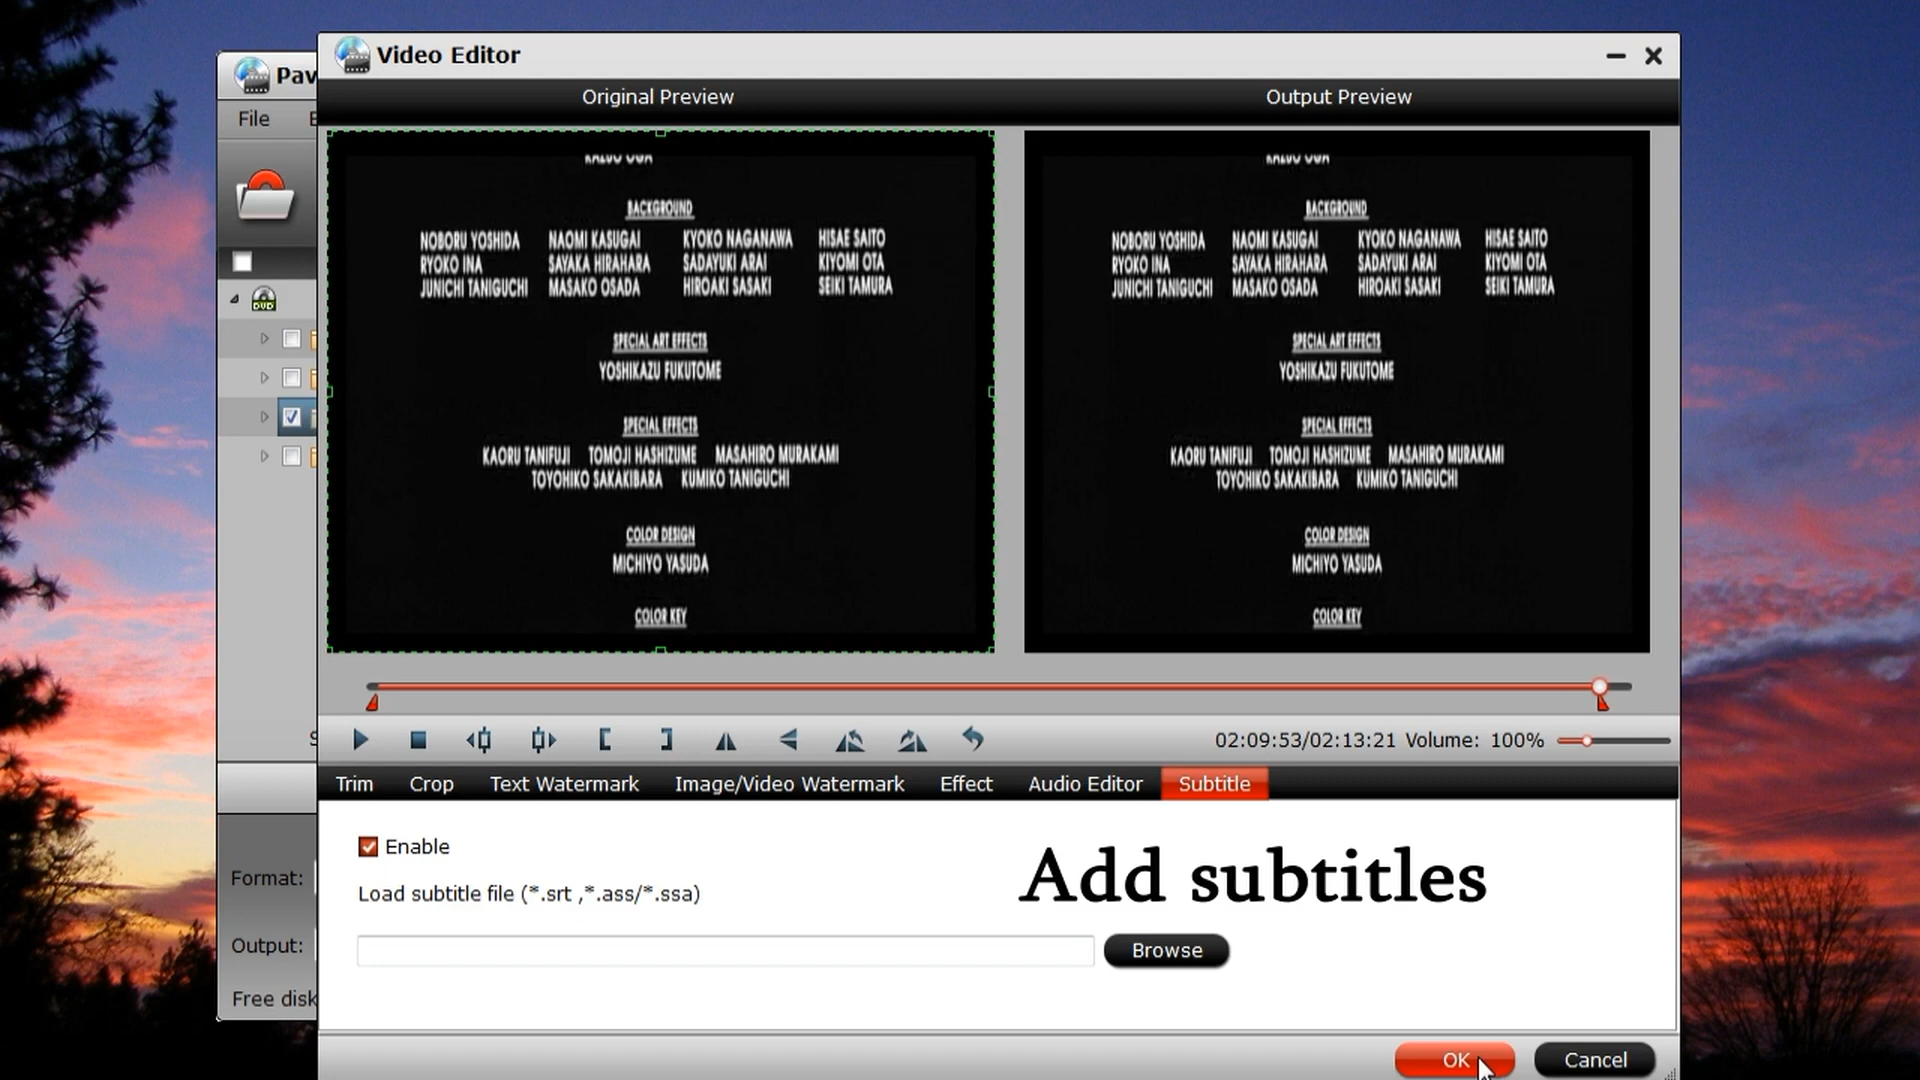 Video Editor
Pav
File
Original Preview
Output Preview
KAZUO OGA
BACKGROUND
NOBORU YOSHIDA NAOMI KASUGAI KYOKO NAGANAWA HISAE SAITO
RYOKO INA SAYAKA HIRAHARA SADAYUKI ARAI KIYOMI OTA
JUNICHI TANIGUCHI MASAKO OSADA HIROAKI SASAKI SEIKI TAMURA
SPECIAL ART EFFECTS
YOSHIKAZU FUKUTOME
SPECIAL EFFECTS
KAORU TANIFUJI TOMOJI HASHIZUME MASAHIRO MURAKAMI
TOYOHIKO SAKAKIBARA KUMIKO TANIGUCHI
COLOR DESIGN
MICHIYO YASUDA
COLOR KEY
KAZUO OGA
BACKGROUND
NOBORU YOSHIDA NAOMI KASUGAI KYOKO NAGANAWA HISAE SAITO
RYOKO INA SAYAKA HIRAHARA SADAYUKI ARAI KIYOMI OTA
JUNICHI TANIGUCHI MASAKO OSADA HIROAKI SASAKI SEIKI TAMURA
SPECIAL ART EFFECTS
YOSHIKAZU FUKUTOME
SPECIAL EFFECTS
KAORU TANIFUJI TOMOJI HASHIZUME MASAHIRO MURAKAMI
TOYOHIKO SAKAKIBARA KUMIKO TANIGUCHI
COLOR DESIGN
MICHIYO YASUDA
COLOR KEY
DVD
02:09:53/02:13:21 Volume: 100%
Trim Crop Text Watermark Image/Video Watermark Effect Audio Editor Subtitle
Enable
Load subtitle file (*.srt ,*.ass/*.ssa)
Add subtitles
Browse
Format:
Output:
Free disk
OK Cancel